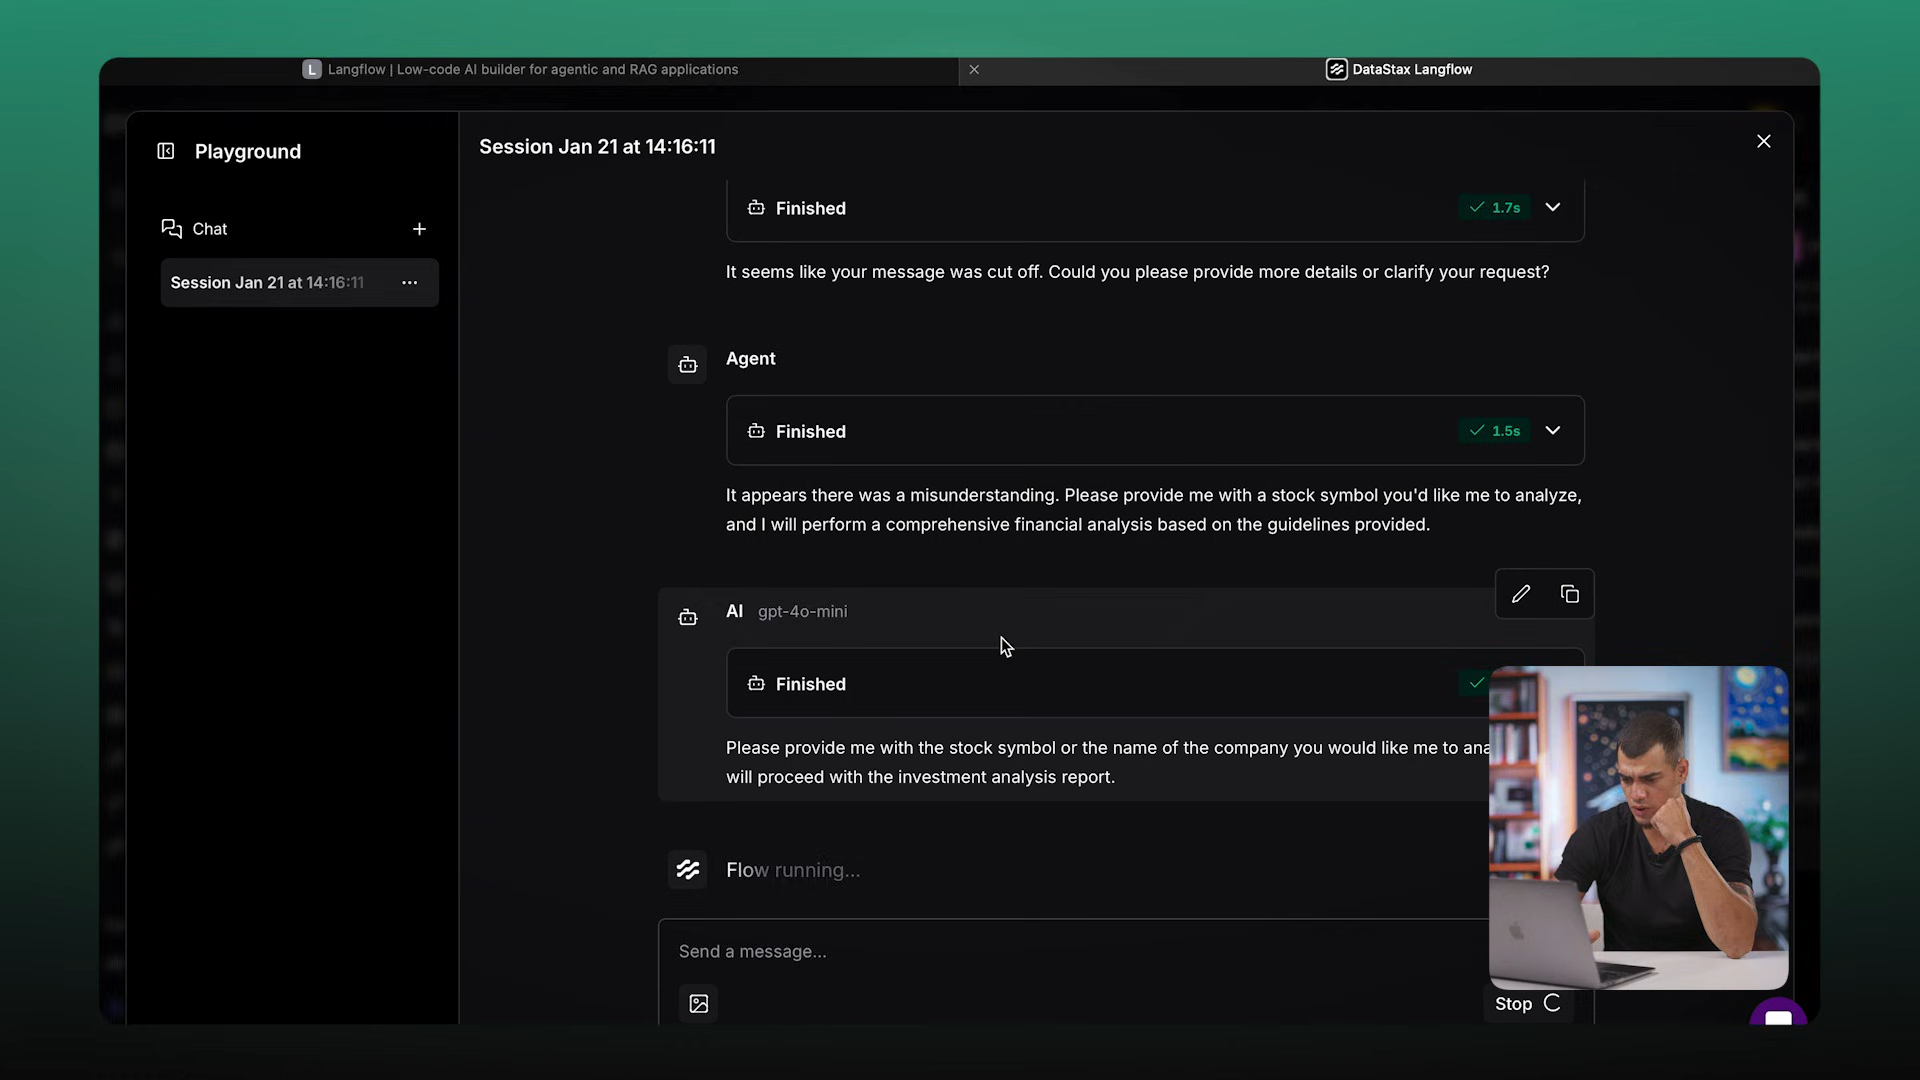 L Langflow | Low-code AI builder for agentic and RAG applications
DataStax Langflow
Playground
Session Jan 21 at 14:16:11
Chat
Session Jan 21 at 14:16:11
Finished
1.7s
It seems like your message was cut off. Could you please provide more details or clarify your request?
Agent
Finished
1.5s
It appears there was a misunderstanding. Please provide me with a stock symbol you'd like me to analyze,
and I will perform a comprehensive financial analysis based on the guidelines provided.
AI gpt-4o-mini
Finished
Please provide me with the stock symbol or the name of the company you would like me to ana
will proceed with the investment analysis report.
Flow running...
Send a message...
Stop